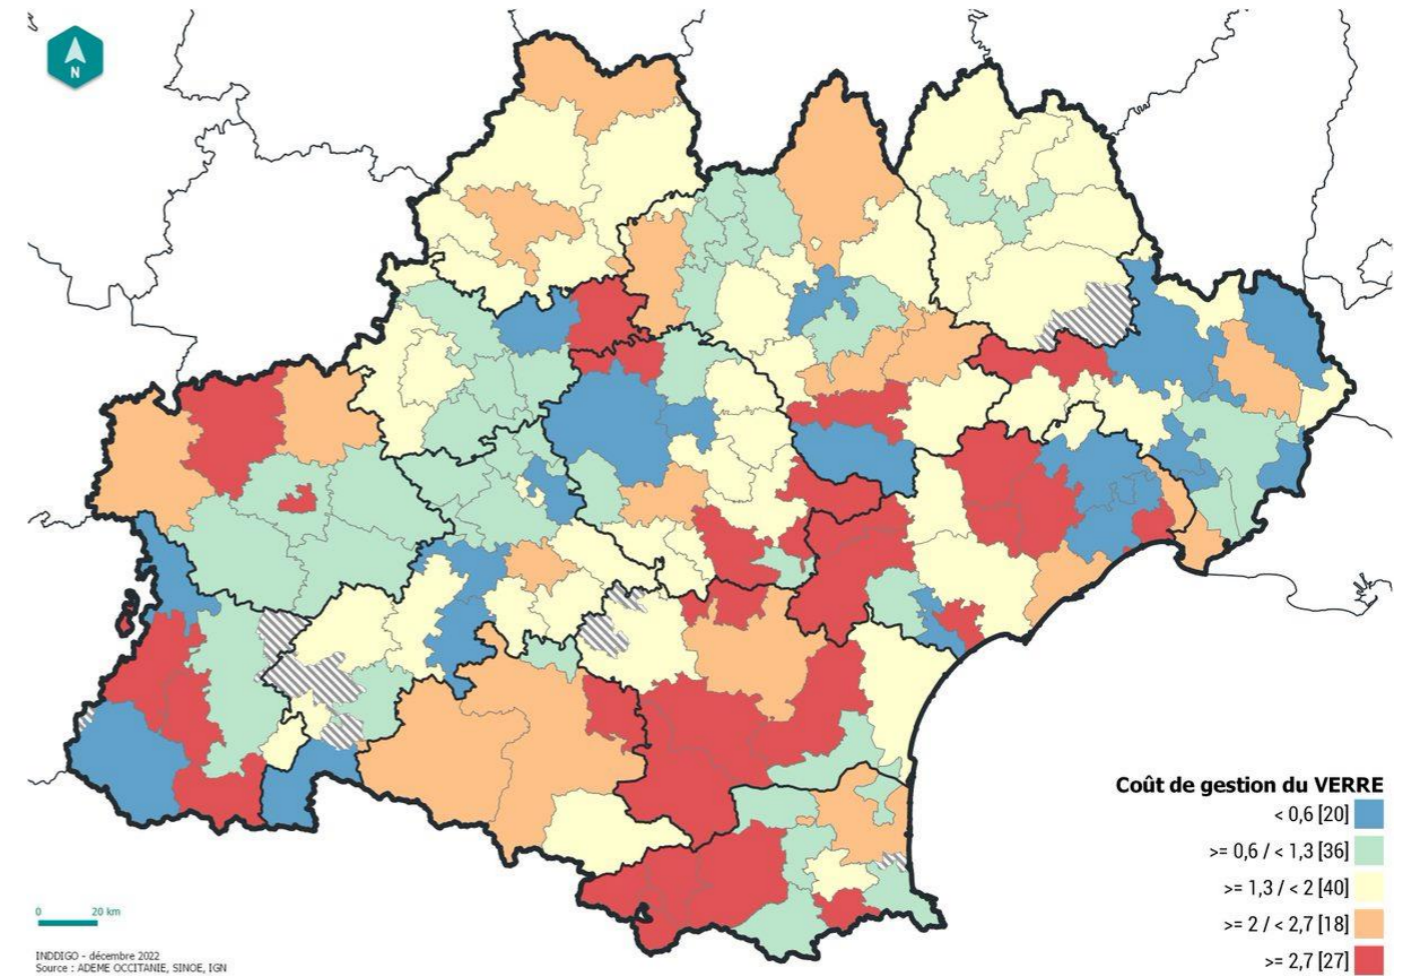 N
Coût de gestion du VERRE
< 0,6 [20]
>= 0,6 / < 1,3 [36]
>= 1,3 / < 2 [40]
>= 2 / < 2,7 [18]
>= 2,7 [27]
0 20 km
INDDIGO - décembre 2022
Source : ADEME OCCITANIE, SINOE, IGN